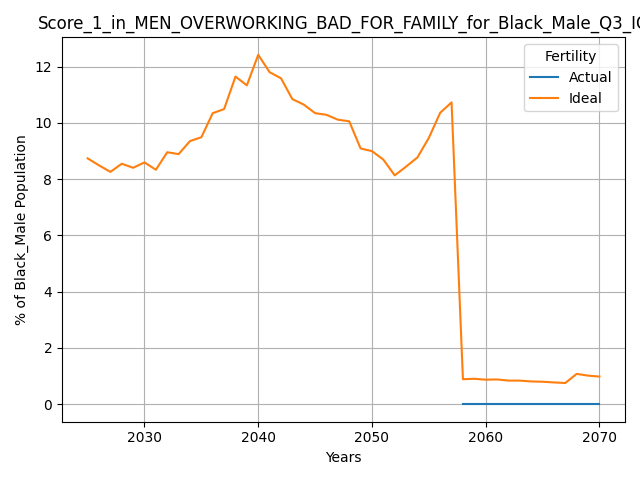 Score_1_in_MEN_OVERWORKING_BAD_FOR_FAMILY_for_Black_Male_Q3_IC
Fertility
Actual
Ideal
% of Black_Male Population
12
10
8
6
4
2
0
2030 2040 2050 2060 2070
Years